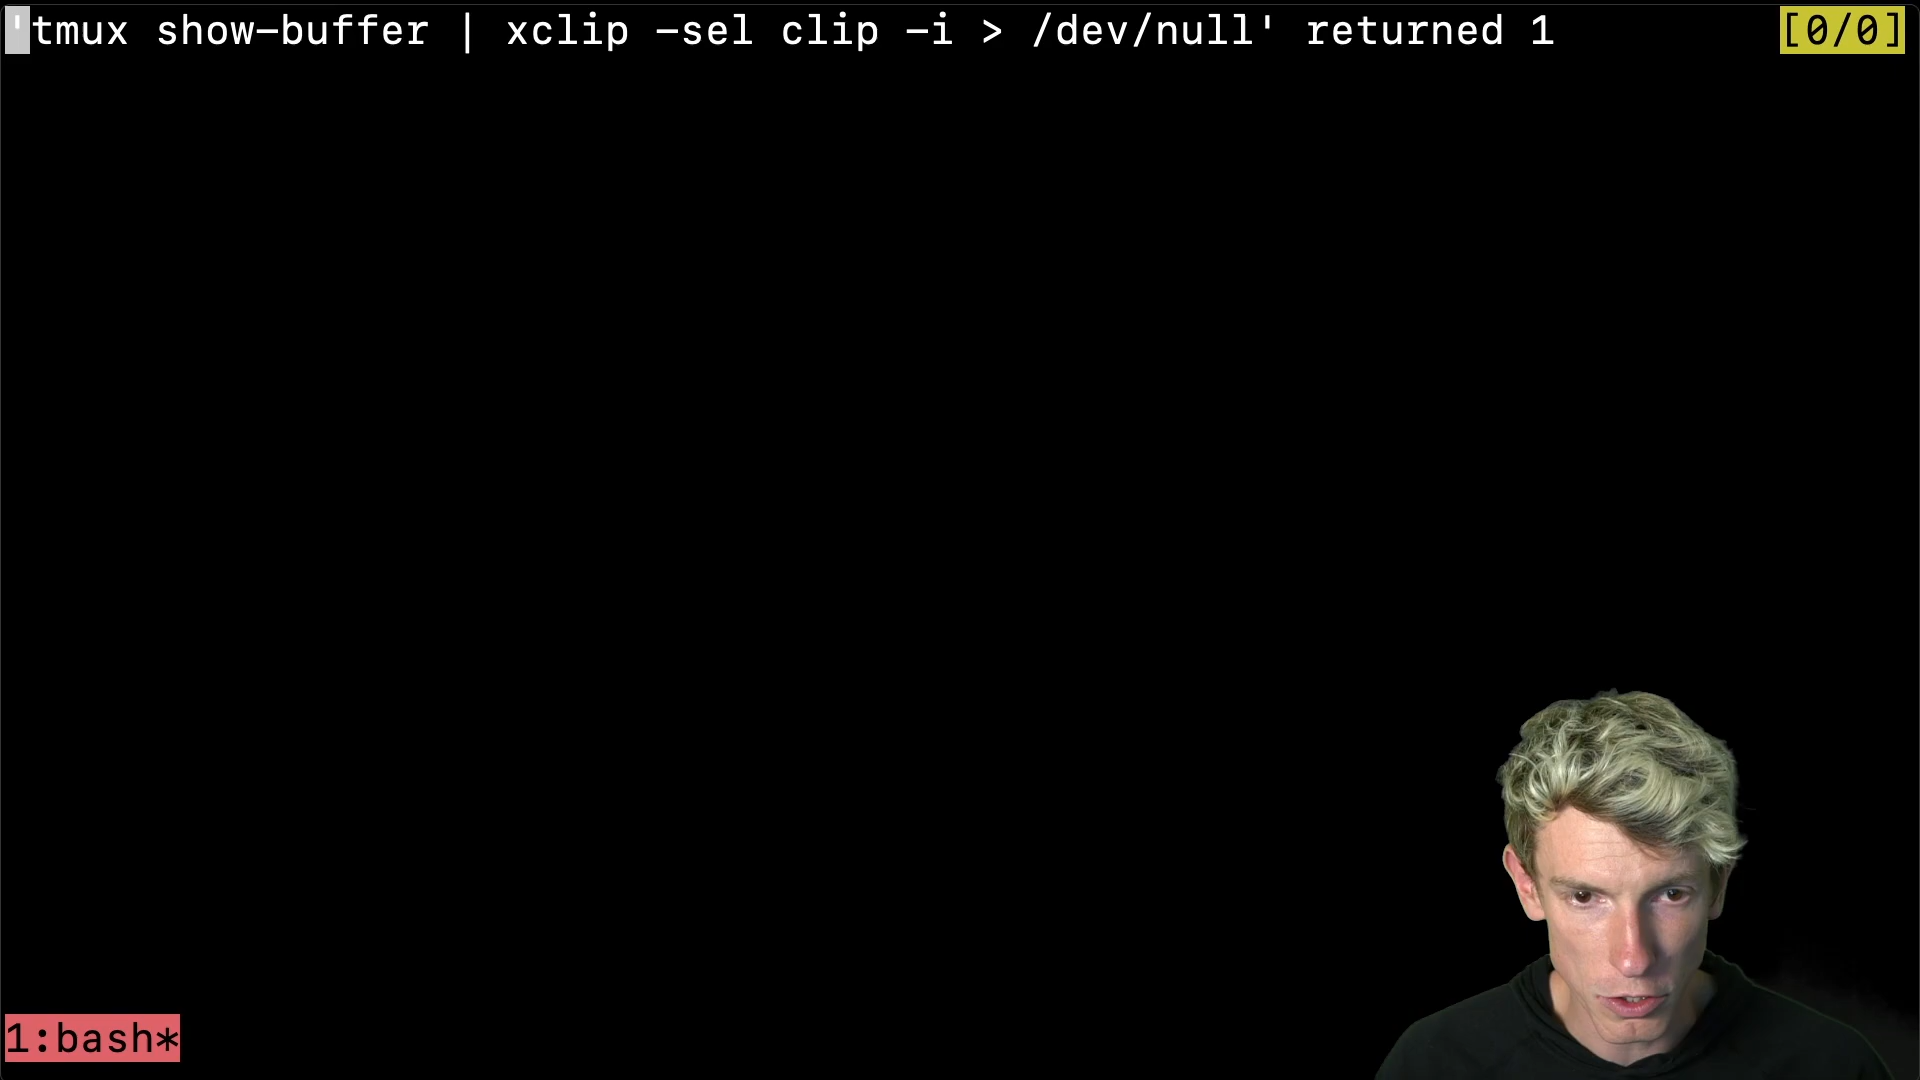 'tmux show-buffer | xclip -sel clip -i > /dev/null' returned 1
[0/0]
1:bash*